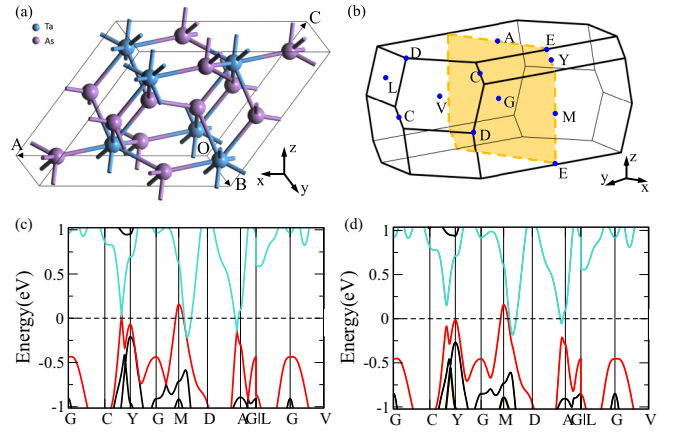 (a)
Ta
As
C
A
O
B
z
x
y
(b)
A
E
D
Y
C
L
V
G
C
M
D
E
z
y
x
(c)
Energy(eV)
1
0.5
0
-0.5
-1
G C Y G M D A G|L G V
(d)
Energy(eV)
1
0.5
0
-0.5
-1
G C Y G M D A G|L G V